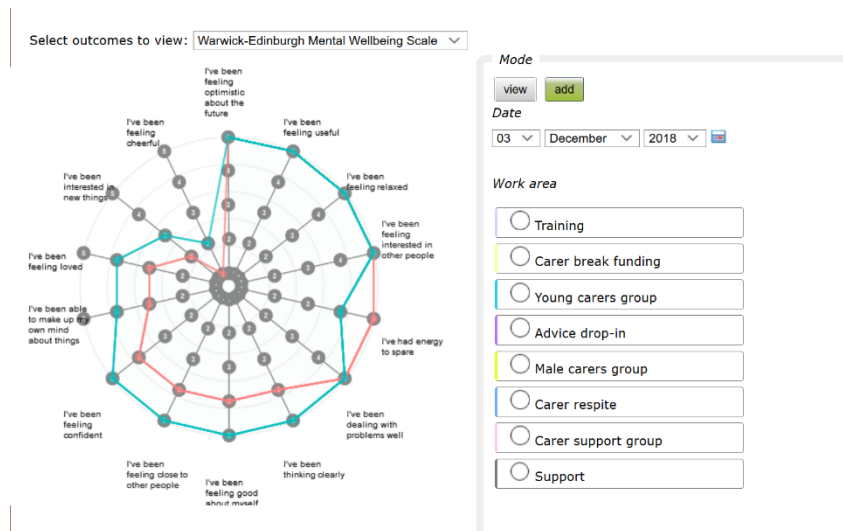 Select outcomes to view: Warwick-Edinburgh Mental Wellbeing Scale
I've been
feeling
optimistic
about the
future
I've been
feeling useful
I've been
feeling relaxed
I've been
feeling
interested in
other people
I've had energy
to spare
I've been
dealing with
problems well
I've been
thinking clearly
I've been
feeling good
about myself
I've been
feeling close to
other people
I've been
feeling
confident
I've been able
to make up my
own mind
about things
I've been
feeling loved
I've been
interested in
new things
I've been
feeling
cheerful
Mode
view add
Date
03 December 2018
Work area
Training
Carer break funding
Young carers group
Advice drop-in
Male carers group
Carer respite
Carer support group
Support